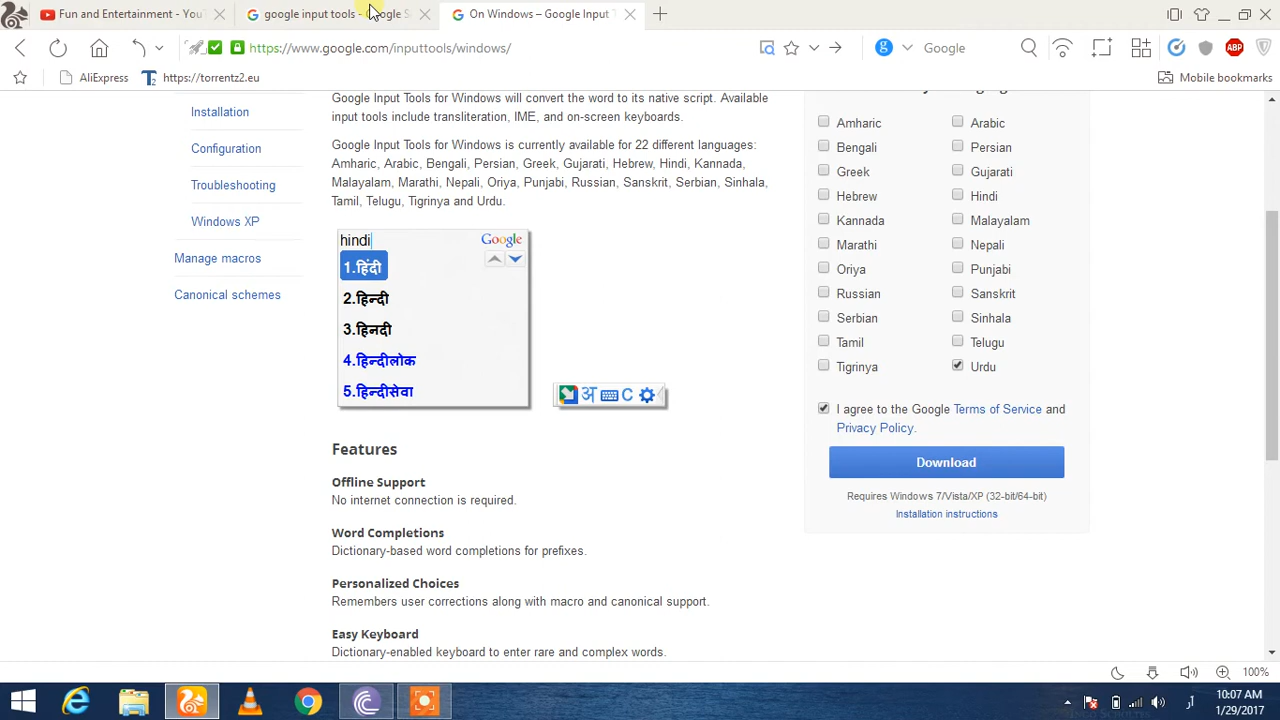 Fun and Entertainment - You
google input tools - Google S
On Windows – Google Input T
https://www.google.com/inputtools/windows/
g
Google
ABP
AliExpress
https://torrentz2.eu
Mobile bookmarks
Installation
Configuration
Troubleshooting
Windows XP
Manage macros
Canonical schemes
Google Input Tools for Windows will convert the word to its native script. Available
input tools include transliteration, IME, and on-screen keyboards.
Google Input Tools for Windows is currently available for 22 different languages:
Amharic, Arabic, Bengali, Persian, Greek, Gujarati, Hebrew, Hindi, Kannada,
Malayalam, Marathi, Nepali, Oriya, Punjabi, Russian, Sanskrit, Serbian, Sinhala,
Tamil, Telugu, Tigrinya and Urdu.
hindi
Google
1.हिंदी
2.हिन्दी
3.हिनदी
4.हिन्दीलोक
5.हिन्दीसेवा
अ C
Features
Offline Support
No internet connection is required.
Word Completions
Dictionary-based word completions for prefixes.
Personalized Choices
Remembers user corrections along with macro and canonical support.
Easy Keyboard
Dictionary-enabled keyboard to enter rare and complex words.
Amharic Arabic
Bengali Persian
Greek Gujarati
Hebrew Hindi
Kannada Malayalam
Marathi Nepali
Oriya Punjabi
Russian Sanskrit
Serbian Sinhala
Tamil Telugu
Tigrinya Urdu
I agree to the Google Terms of Service and
Privacy Policy.
Download
Requires Windows 7/Vista/XP (32-bit/64-bit)
Installation instructions
100%
10:07 AM
1/29/2017